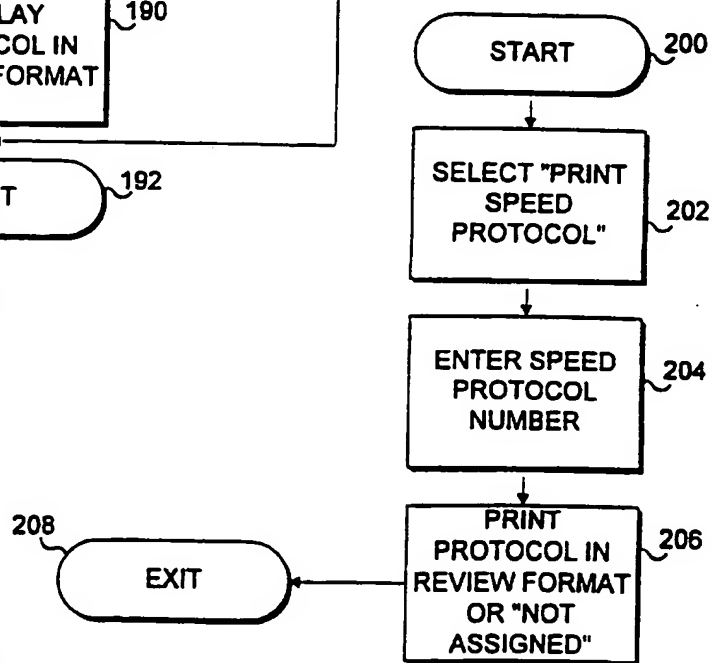 190
COL IN
FORMAT
192
START
200
SELECT "PRINT
SPEED
PROTOCOL"
202
ENTER SPEED
PROTOCOL
NUMBER
204
PRINT
PROTOCOL IN
REVIEW FORMAT
OR "NOT
ASSIGNED"
206
208
EXIT